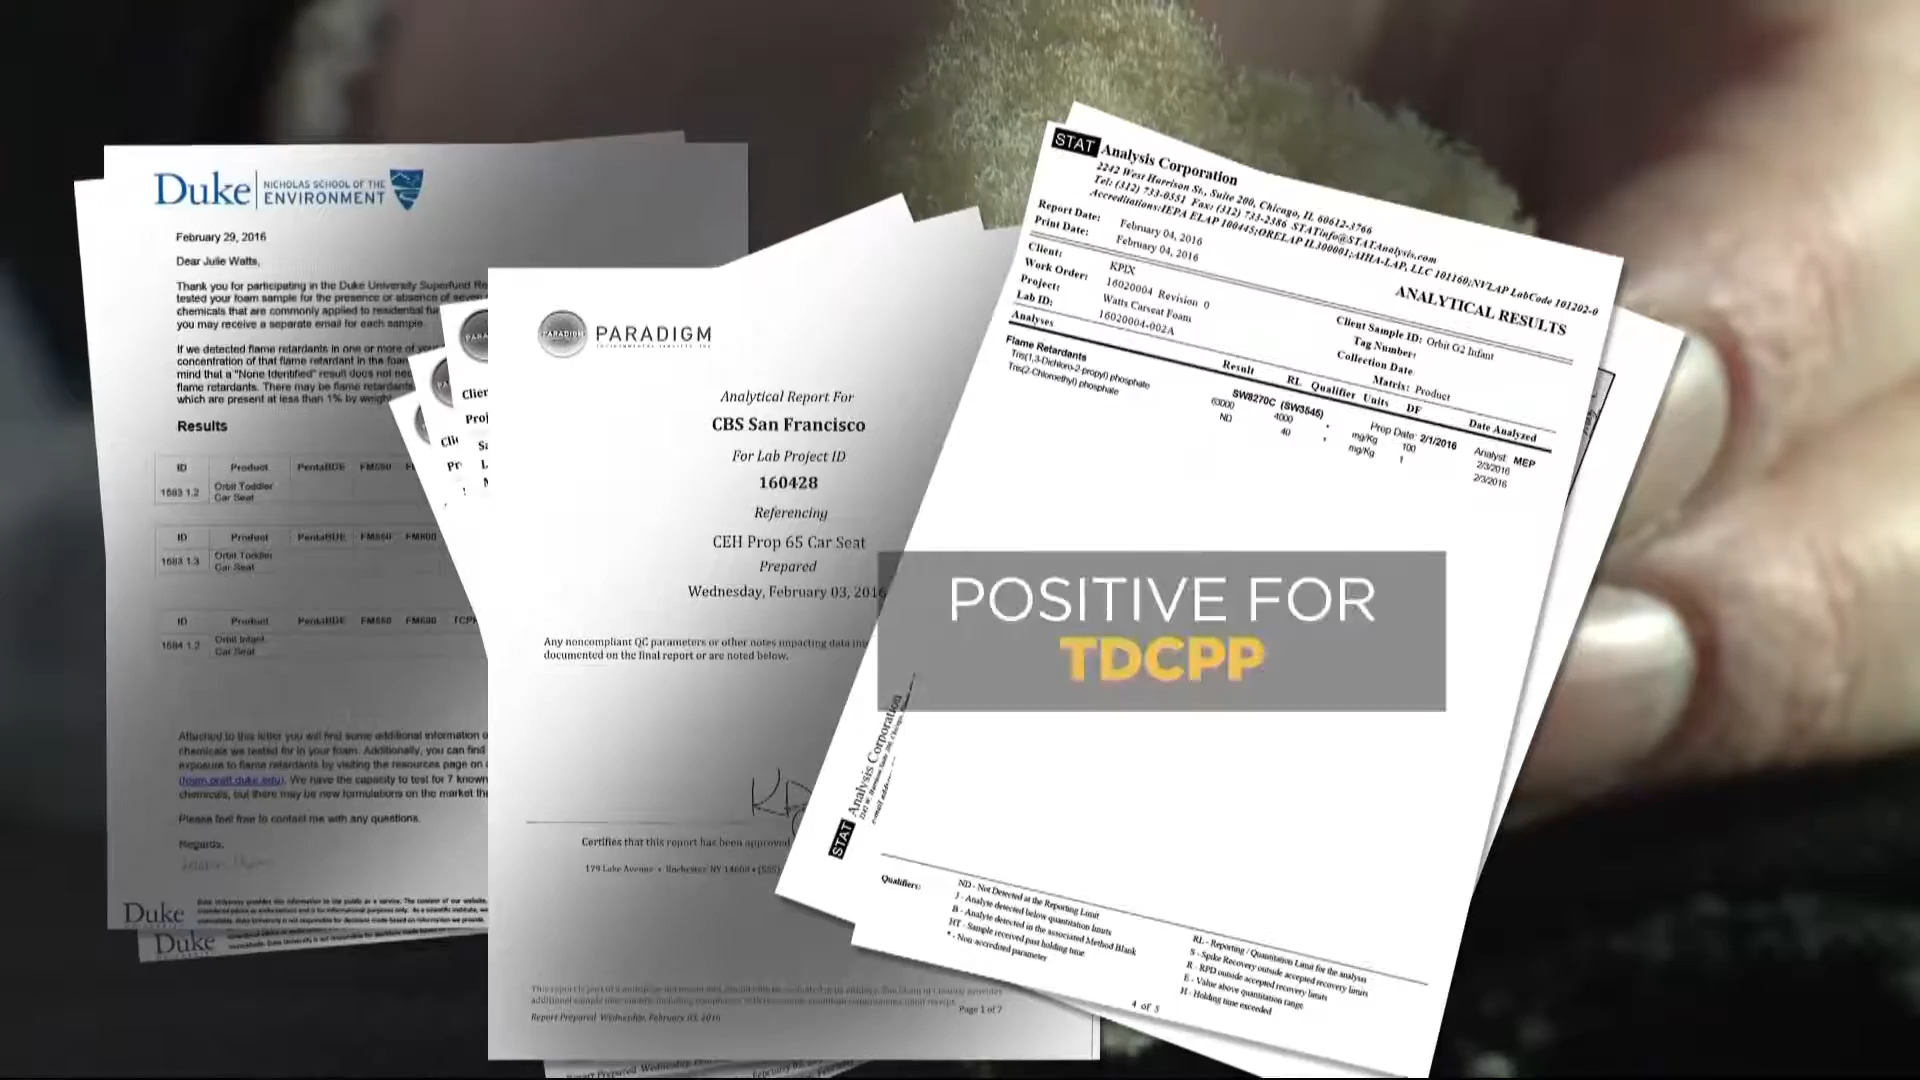 Duke NICHOLAS SCHOOL OF THE
ENVIRONMENT
February 29, 2016
Dear Julie Watts,
Thank you for participating in the Duke University Superfund Re
tested your foam sample for the presence or absence of seven
chemicals that are commonly applied to residential fur
you may receive a separate email for each sample.
If we detected flame retardants in one or more of your
concentration of that flame retardant in the foam
mind that a "None Identified" result does not nec
flame retardants. There may be flame retardants
which are present at less than 1% by weight
Results
ID Product PentaBDE FM550
1683 1.2 Orbit Toddler
Car Seat
ID Product PentaBDE FM550 FM600
1683 1.3 Orbit Toddler
Car Seat
ID Product PentaBDE FM550 FM600 TCPP
1684 1.2 Orbit Infant
Car Seat
Attached to this letter you will find some additional information o
chemicals we tested for in your foam. Additionally, you can find
exposure to flame retardants by visiting the resources page on
(foam.pratt.duke.edu). We have the capacity to test for 7 known
chemicals, but there may be new formulations on the market tha
Please feel free to contact me with any questions.
Regards,
Duke
Duke
Clien
Proj
PARADIGM PARADIGM
Analytical Report For
CBS San Francisco
For Lab Project ID
160428
Referencing
CEH Prop 65 Car Seat
Prepared
Wednesday, February 03, 2016
Any noncompliant QC parameters or other notes impacting data int
documented on the final report or are noted below.
Certifies that this report has been approved
179 Lake Avenue • Rochester NY 14608 • (585)
Page 1 of 7
Report Prepared Wednesday, February 03, 2016
STAT Analysis Corporation
2242 West Harrison St., Suite 200, Chicago, IL 60612-3766
Tel: (312) 733-0551 Fax: (312) 733-2386 STATinfo@STATAnalysis.com
Accreditations:IEPA ELAP 100445;ORELAP IL300001;AIHA-LAP, LLC 101160;NVLAP LabCode 101202-0
Report Date: February 04, 2016
Print Date: February 04, 2016
ANALYTICAL RESULTS
Client: KPIX
Work Order: 16020004 Revision 0
Project: Watts Carseat Foam
Lab ID: 16020004-002A
Client Sample ID: Orbit G2 Infant
Tag Number:
Collection Date
Matrix: Product
Analyses Result RL Qualifier Units DF Date Analyzed
Flame Retardants SW8270C (SW3545) Prep Date: 2/1/2016 Analyst: MEP
Tris(1,3-Dichloro-2-propyl) phosphate 63000 4000 * mg/Kg 100 2/3/2016
Tris(2-Chloroethyl) phosphate ND 40 * mg/Kg 1 2/3/2016
POSITIVE FOR
TDCPP
STAT Analysis Corporation
Qualifiers:
ND - Not Detected at the Reporting Limit
J - Analyte detected below quantitation limits
B - Analyte detected in the associated Method Blank
HT - Sample received past holding time
* - Non-accredited parameter
RL - Reporting / Quantitation Limit for the analysis
S - Spike Recovery outside accepted recovery limits
R - RPD outside accepted recovery limits
E - Value above quantitation range
H - Holding time exceeded
4 of 5